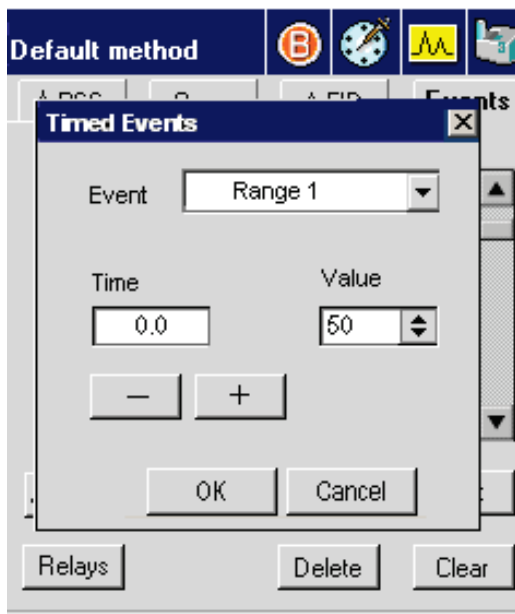 Default method
B
Events
Timed Events
Event
Range 1
Time
Value
0.0
50
− +
OK
Cancel
Relays
Delete
Clear